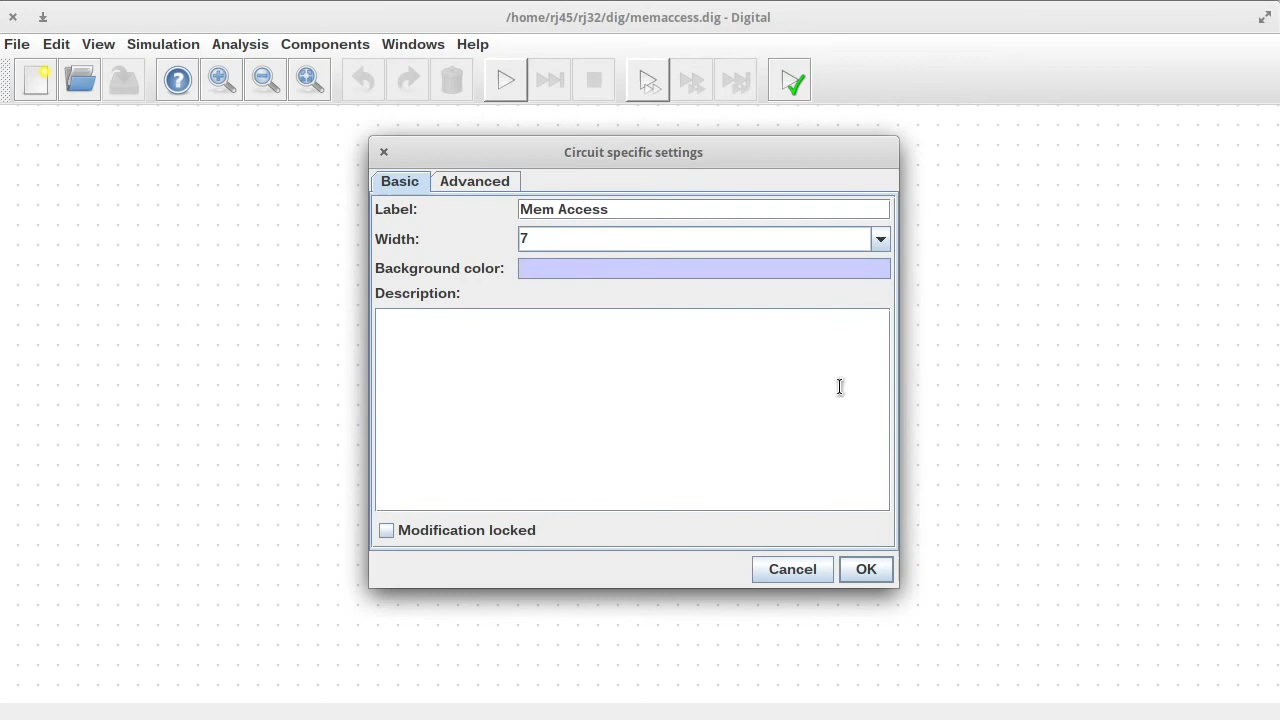 /home/rj45/rj32/dig/memaccess.dig - Digital
File Edit View Simulation Analysis Components Windows Help
Circuit specific settings
Basic Advanced
Label: Mem Access
Width: 7
Background color:
Description:
Modification locked
Cancel OK